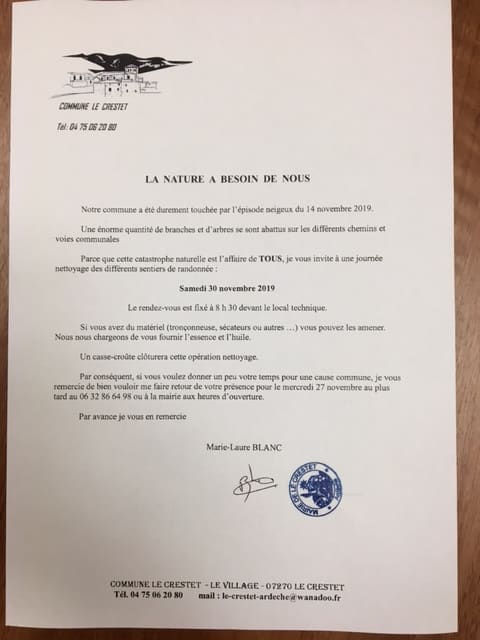 COMMUNE LE CRESTET
Tél: 04 75 06 20 80
LA NATURE A BESOIN DE NOUS
Notre commune a été durement touchée par l'épisode neigeux du 14 novembre 2019.
Une énorme quantité de branches et d'arbres se sont abattus sur les différents chemins et
voies communales
Parce que cette catastrophe naturelle est l'affaire de TOUS, je vous invite à une journée
nettoyage des différents sentiers de randonnée :
Samedi 30 novembre 2019
Le rendez-vous est fixé à 8 h 30 devant le local technique.
Si vous avez du matériel (tronçonneuse, sécateurs ou autres ...) vous pouvez les amener.
Nous nous chargeons de vous fournir l'essence et l'huile.
Un casse-croûte clôturera cette opération nettoyage.
Par conséquent, si vous voulez donner un peu votre temps pour une cause commune, je vous
remercie de bien vouloir me faire retour de votre présence pour le mercredi 27 novembre au plus
tard au 06 32 86 64 98 ou à la mairie aux heures d'ouverture.
Par avance je vous en remercie
Marie-Laure BLANC
MAIRIE DE LE CRESTET
COMMUNE LE CRESTET - LE VILLAGE - 07270 LE CRESTET
Tél. 04 75 06 20 80 mail : le-crestet-ardeche@wanadoo.fr